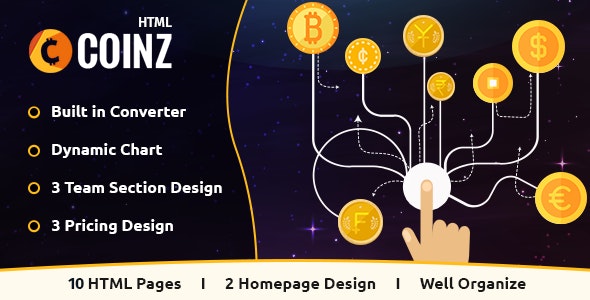 HTML
COINZ
Built in Converter
Dynamic Chart
3 Team Section Design
3 Pricing Design
10 HTML Pages I 2 Homepage Design I Well Organize